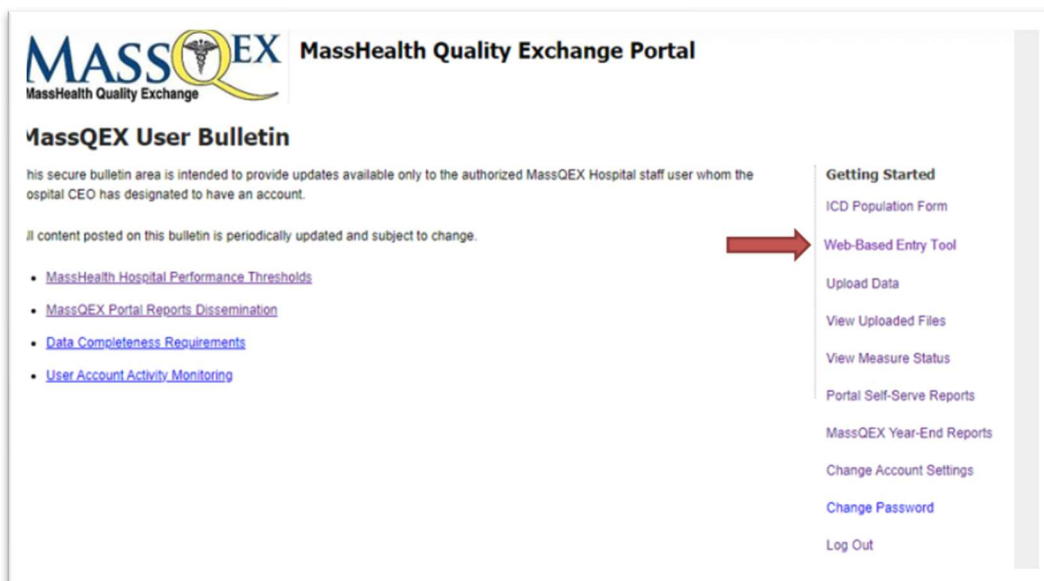 MASSQEX
MassHealth Quality Exchange
MassHealth Quality Exchange Portal
MassQEX User Bulletin
his secure bulletin area is intended to provide updates available only to the authorized MassQEX Hospital staff user whom the
ospital CEO has designated to have an account.
ll content posted on this bulletin is periodically updated and subject to change.
• MassHealth Hospital Performance Thresholds
• MassQEX Portal Reports Dissemination
• Data Completeness Requirements
• User Account Activity Monitoring
Getting Started
ICD Population Form
Web-Based Entry Tool
Upload Data
View Uploaded Files
View Measure Status
Portal Self-Serve Reports
MassQEX Year-End Reports
Change Account Settings
Change Password
Log Out